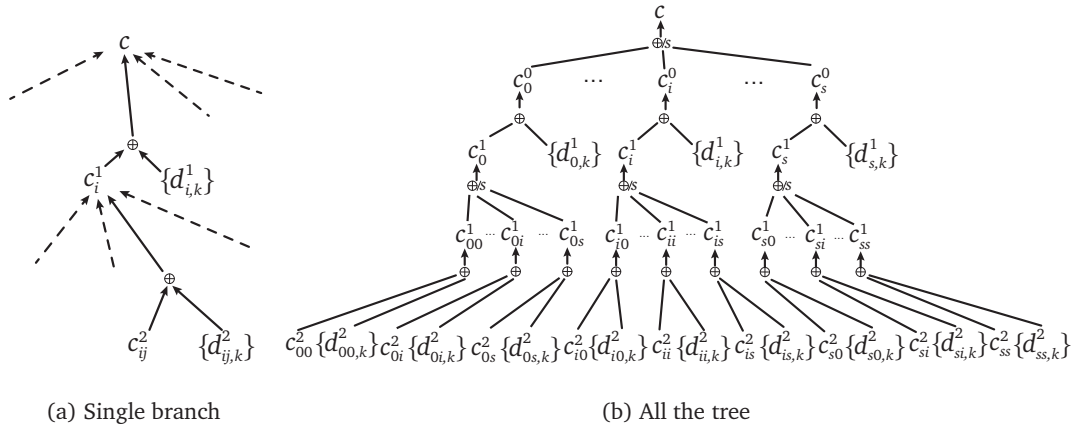 c
c_i^1 {d_{i,k}^1}
c_{ij}^2 {d_{ij,k}^2}
(a) Single branch
c
⊕/s
c_0^0 ... c_i^0 ... c_s^0
⊕ ⊕ ⊕
c_0^1 {d_{0,k}^1} c_i^1 {d_{i,k}^1} c_s^1 {d_{s,k}^1}
⊕/s ⊕/s ⊕/s
c_{00}^1 ... c_{0i}^1 ... c_{0s}^1 c_{i0}^1 ... c_{ii}^1 ... c_{is}^1 c_{s0}^1 ... c_{si}^1 ... c_{ss}^1
⊕ ⊕ ⊕ ⊕ ⊕ ⊕ ⊕ ⊕ ⊕
c_{00}^2 {d_{00,k}^2} c_{0i}^2 {d_{0i,k}^2} c_{0s}^2 {d_{0s,k}^2} c_{i0}^2 {d_{i0,k}^2} c_{ii}^2 {d_{ii,k}^2} c_{is}^2 {d_{is,k}^2} c_{s0}^2 {d_{s0,k}^2} c_{si}^2 {d_{si,k}^2} c_{ss}^2 {d_{ss,k}^2}
(b) All the tree